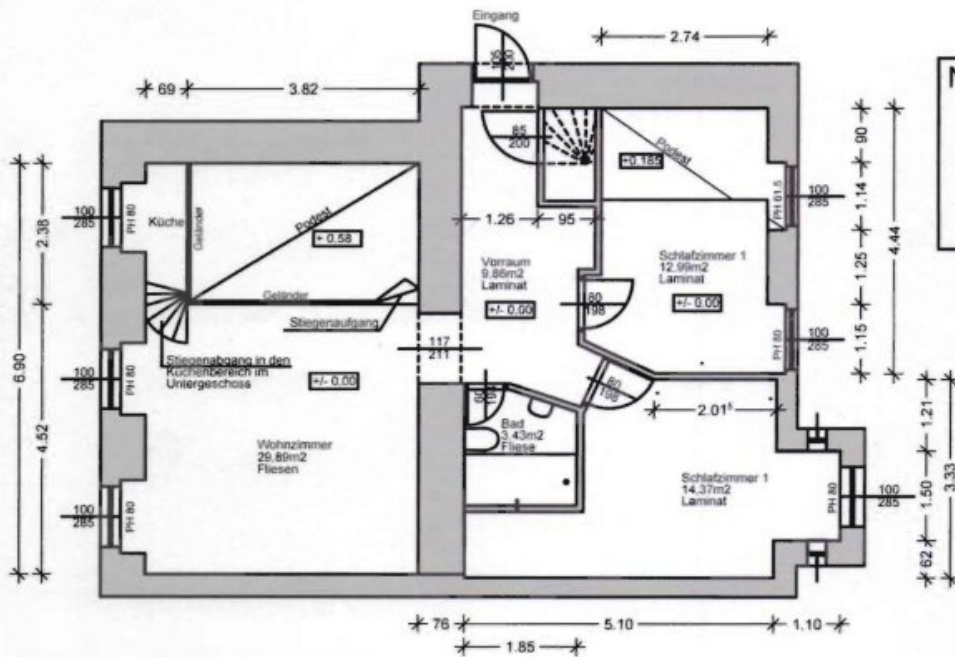 Eingang
105
200
2.74
N
69
3.82
85
200
Podest
+0.185
90
1.14
1.25
1.15
4.44
100
285
PH 61.5
100
285
PH 80
Küche
Geländer
Podest
+ 0.58
100
285
PH 80
2.38
6.90
4.52
1.26
95
Vorraum
9.86m2
Laminat
+/- 0.00
Schlafzimmer 1
12.99m2
Laminat
+/- 0.00
80
198
Geländer
Stiegenaufgang
Stiegenabgang in den
Küchenbereich im
Untergeschoss
+/- 0.00
117
211
100
285
PH 80
80
198
2.01⁵
60
Bad
3.43m2
Fliese
Wohnzimmer
29.89m2
Fliesen
100
285
PH 80
Schlafzimmer 1
14.37m2
Laminat
PH 80
100
285
1.21
1.50
62
3.33
76
5.10
1.10
1.85